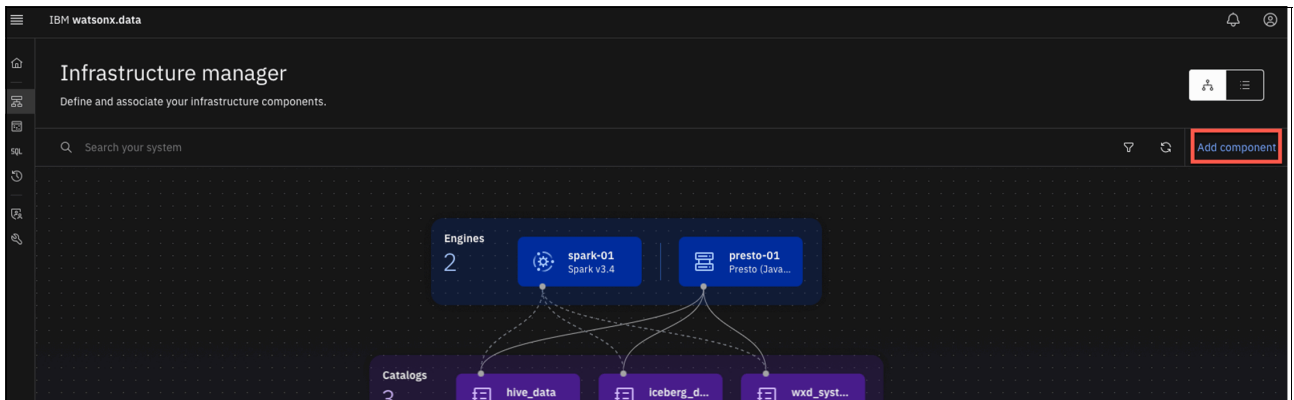 IBM watsonx.data
Infrastructure manager
Define and associate your infrastructure components.
Search your system
Add component
SQL
Engines
2
spark-01
Spark v3.4
presto-01
Presto (Java...
Catalogs
3
hive_data
iceberg_d...
wxd_syst...